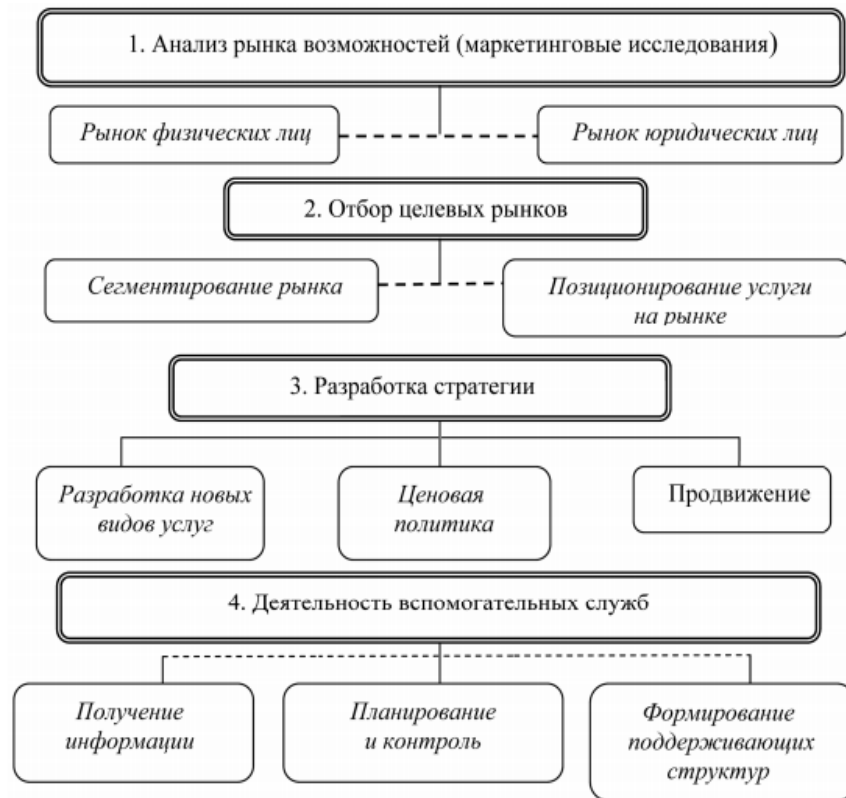 1. Анализ рынка возможностей (маркетинговые исследования)
Рынок физических лиц
Рынок юридических лиц
2. Отбор целевых рынков
Сегментирование рынка
Позиционирование услуги
на рынке
3. Разработка стратегии
Разработка новых
видов услуг
Ценовая
политика
Продвижение
4. Деятельность вспомогательных служб
Получение
информации
Планирование
и контроль
Формирование
поддерживающих
структур